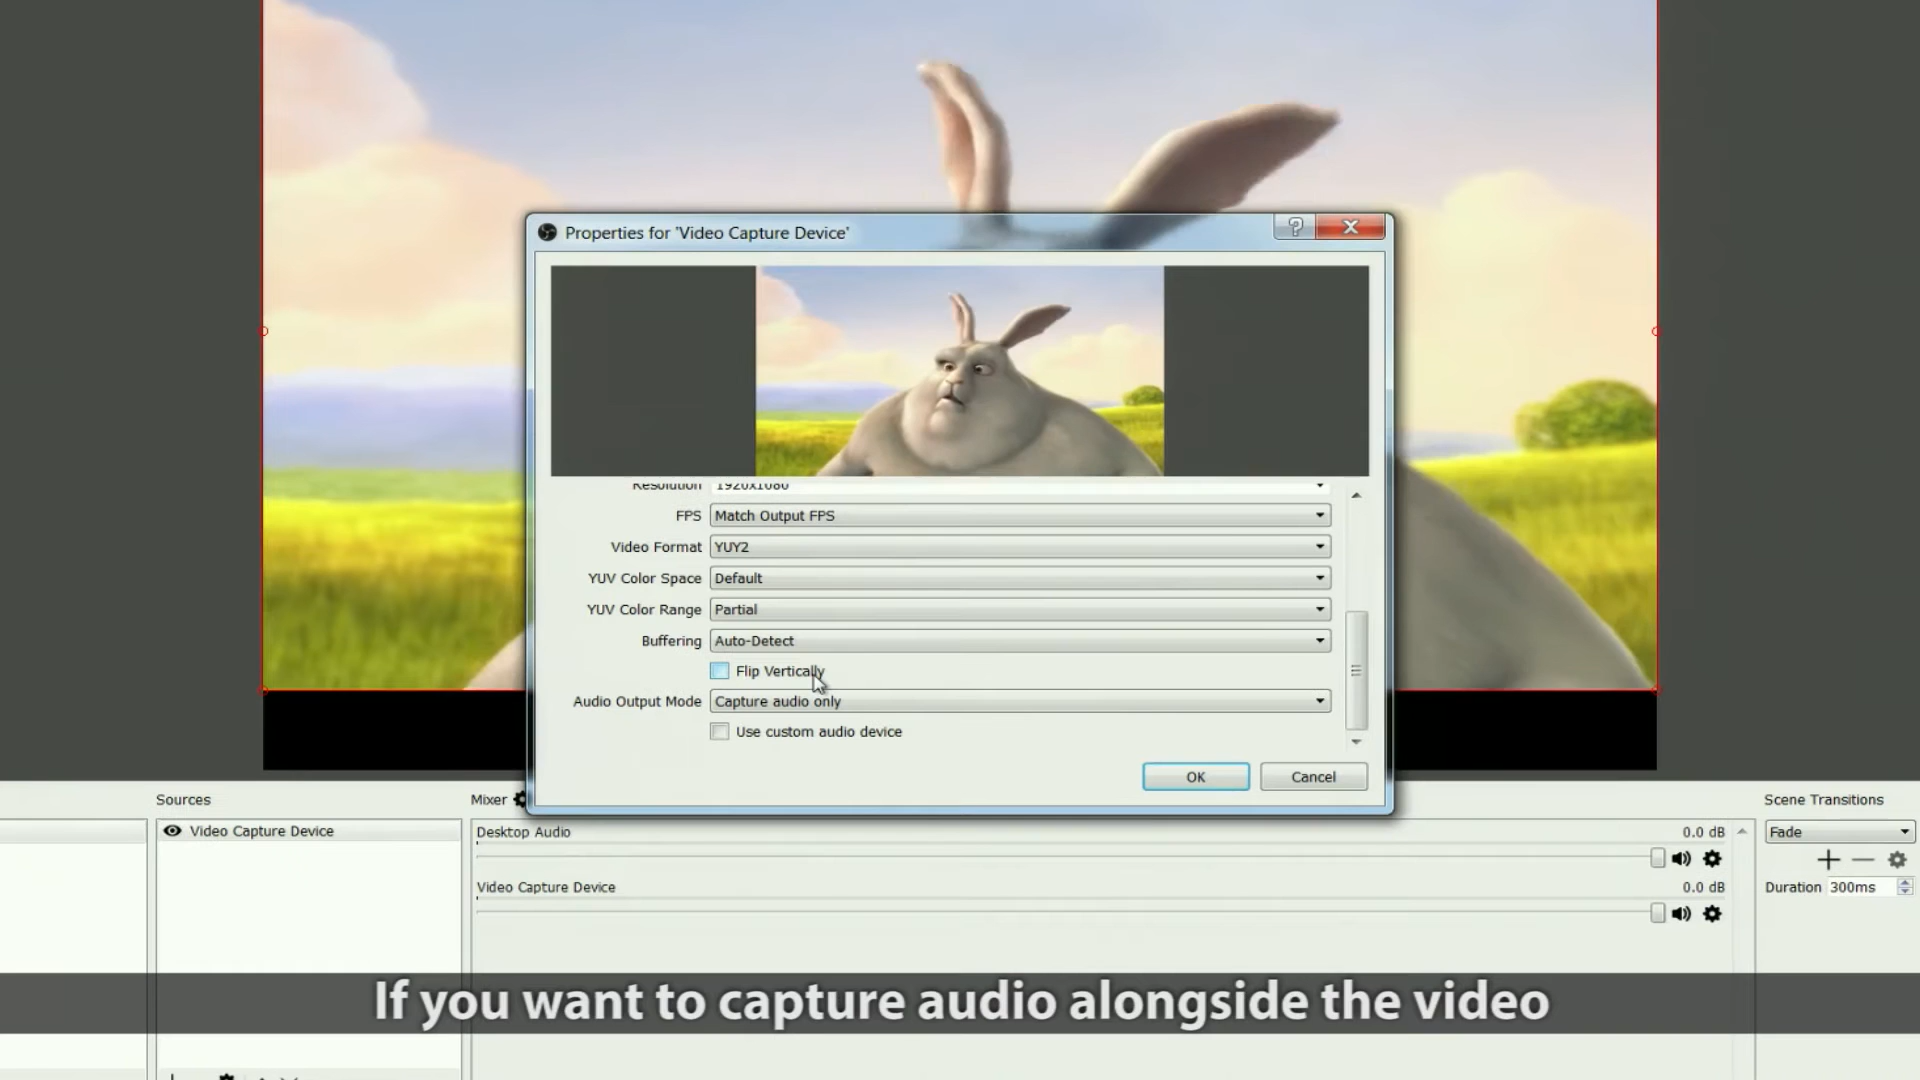 Properties for 'Video Capture Device'
Resolution 1920x1080
FPS Match Output FPS
Video Format YUY2
YUV Color Space Default
YUV Color Range Partial
Buffering Auto-Detect
Flip Vertically
Audio Output Mode Capture audio only
Use custom audio device
OK Cancel
Sources
Video Capture Device
Mixer
Desktop Audio 0.0 dB
Video Capture Device 0.0 dB
Scene Transitions
Fade
Duration 300ms
If you want to capture audio alongside the video